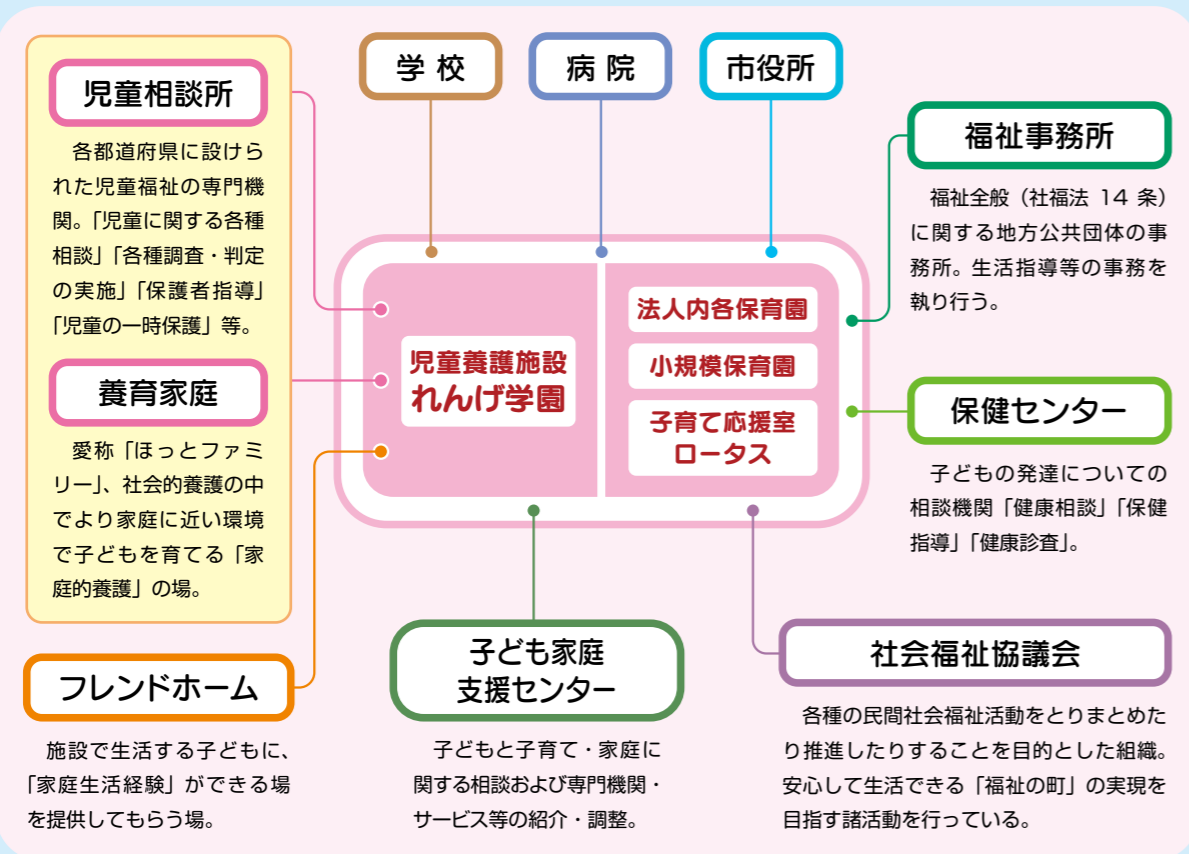 学校
病院
市役所
児童相談所
各都道府県に設けら
れた児童福祉の専門機
関。「児童に関する各種
相談」「各種調査・判定
の実施」「保護者指導」
「児童の一時保護」等。
養育家庭
愛称「ほっとファミ
リー」、社会的養護の中
でより家庭に近い環境
で子どもを育てる「家
庭的養護」の場。
フレンドホーム
施設で生活する子どもに、
「家庭生活経験」ができる場
を提供してもらう場。
児童養護施設
れんげ学園
法人内各保育園
小規模保育園
子育て応援室
ロータス
子ども家庭
支援センター
子どもと子育て・家庭に
関する相談および専門機関・
サービス等の紹介・調整。
福祉事務所
福祉全般（社福法 14 条）
に関する地方公共団体の事
務所。生活指導等の事務を
執り行う。
保健センター
子どもの発達についての
相談機関「健康相談」「保健
指導」「健康診査」。
社会福祉協議会
各種の民間社会福祉活動をとりまとめた
り推進したりすることを目的とした組織。
安心して生活できる「福祉の町」の実現を
目指す諸活動を行っている。